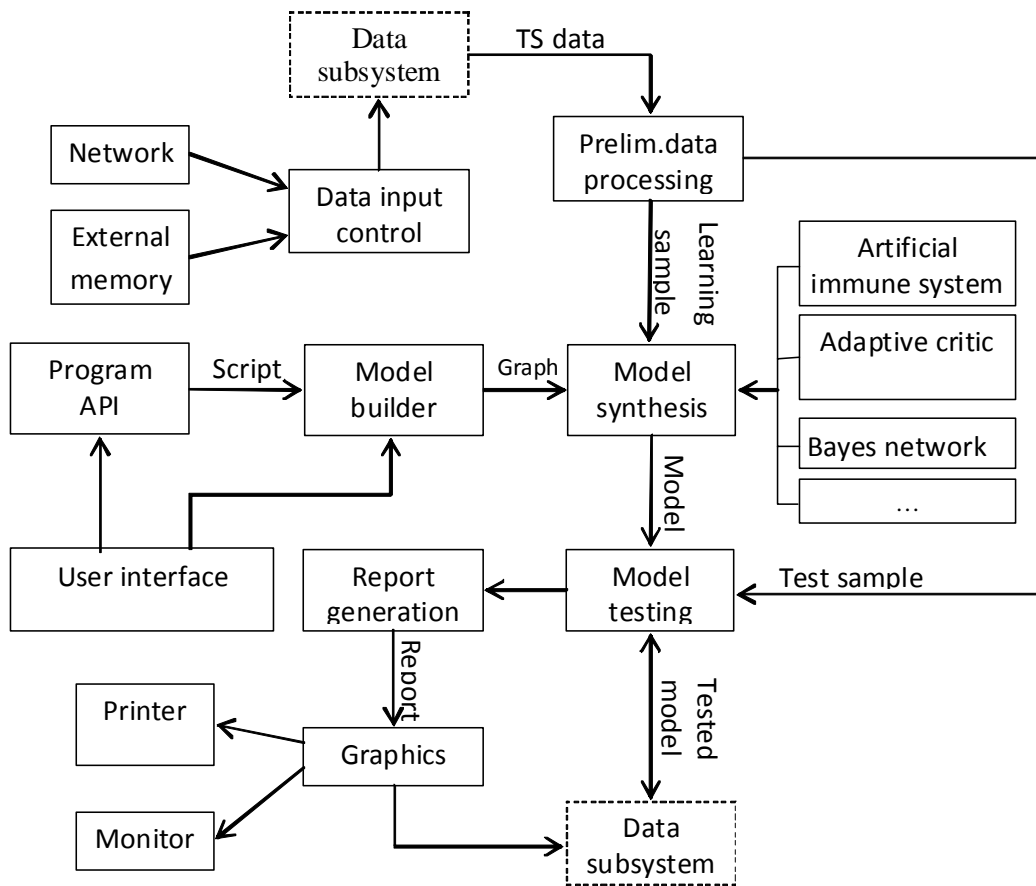 Data
subsystem
TS data
Network
Prelim.data
processing
Data input
control
External
memory
Learning
sample
Artificial
immune system
Adaptive critic
Program
API
Script
Model
builder
Graph
Model
synthesis
Bayes network
...
Model
User interface
Report
generation
Model
testing
Test sample
Report
Tested
model
Printer
Graphics
Monitor
Data
subsystem